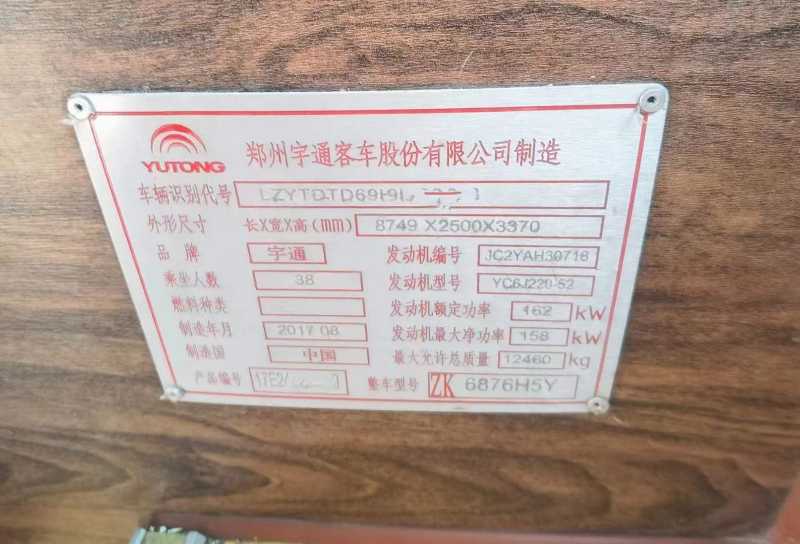 YUTONG
郑州宇通客车股份有限公司制造
车辆识别代号
外形尺寸 长X宽X高(mm) 8749 X2500X3370
品牌 宇通 发动机编号 JC2YAH30716
乘坐人数 38 发动机型号 YC6J220-52
燃料种类 发动机额定功率 162 kW
制造年月 2017 08 发动机最大净功率 158 kW
制造国 中国 最大允许总质量 12460 kg
产品编号 整车型号 ZK 6876H5Y